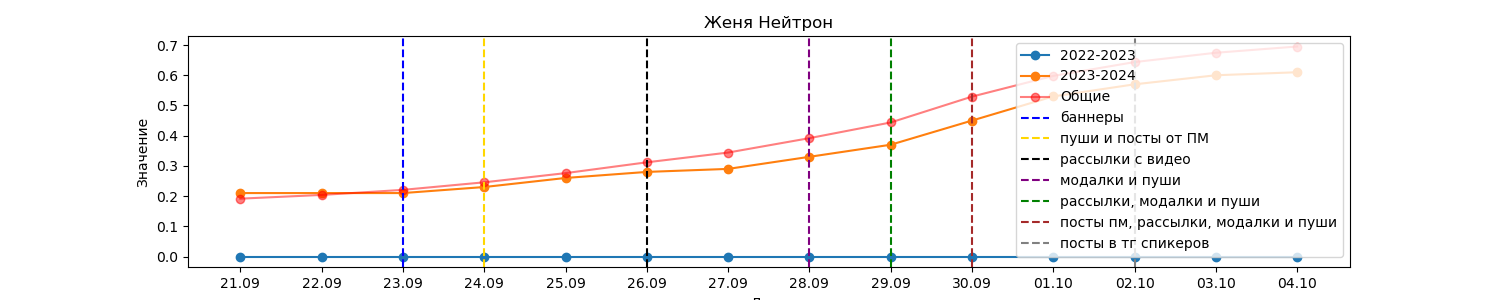 Женя Нейтрон
Значение
0.7
0.6
0.5
0.4
0.3
0.2
0.1
0.0
2022-2023
2023-2024
Общие
баннеры
пуши и посты от ПМ
рассылки с видео
модалки и пуши
рассылки, модалки и пуши
посты пм, рассылки, модалки и пуши
посты в тг спикеров
21.09 22.09 23.09 24.09 25.09 26.09 27.09 28.09 29.09 30.09 01.10 02.10 03.10 04.10